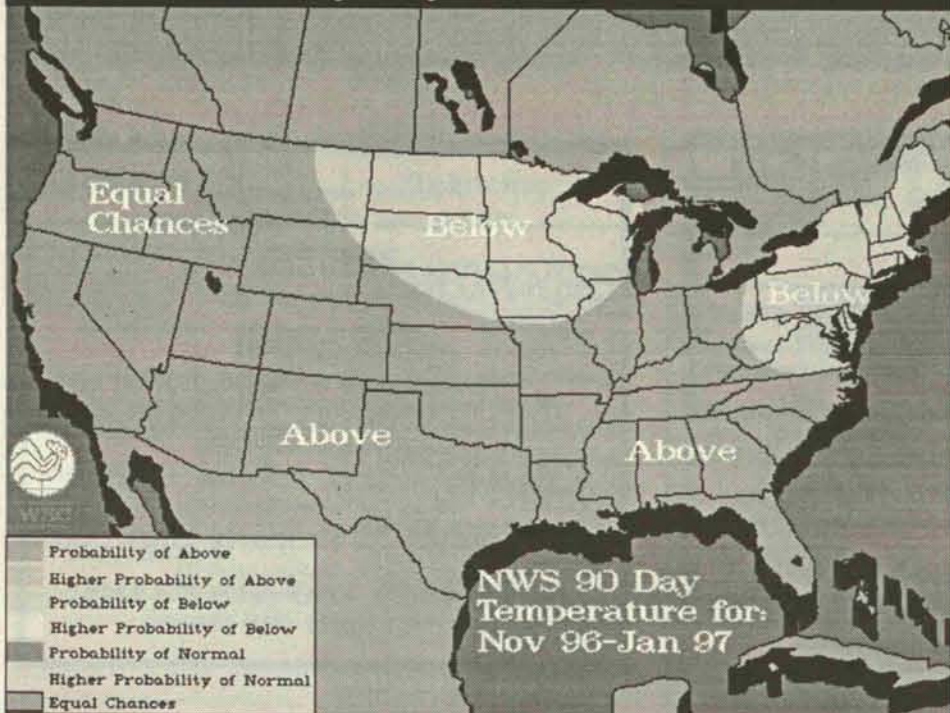 Equal
Chances
Below
Below
Above
Above
WSC
Probability of Above
Higher Probability of Above
Probability of Below
Higher Probability of Below
Probability of Normal
Higher Probability of Normal
Equal Chances
NWS 90 Day
Temperature for:
Nov 96-Jan 97